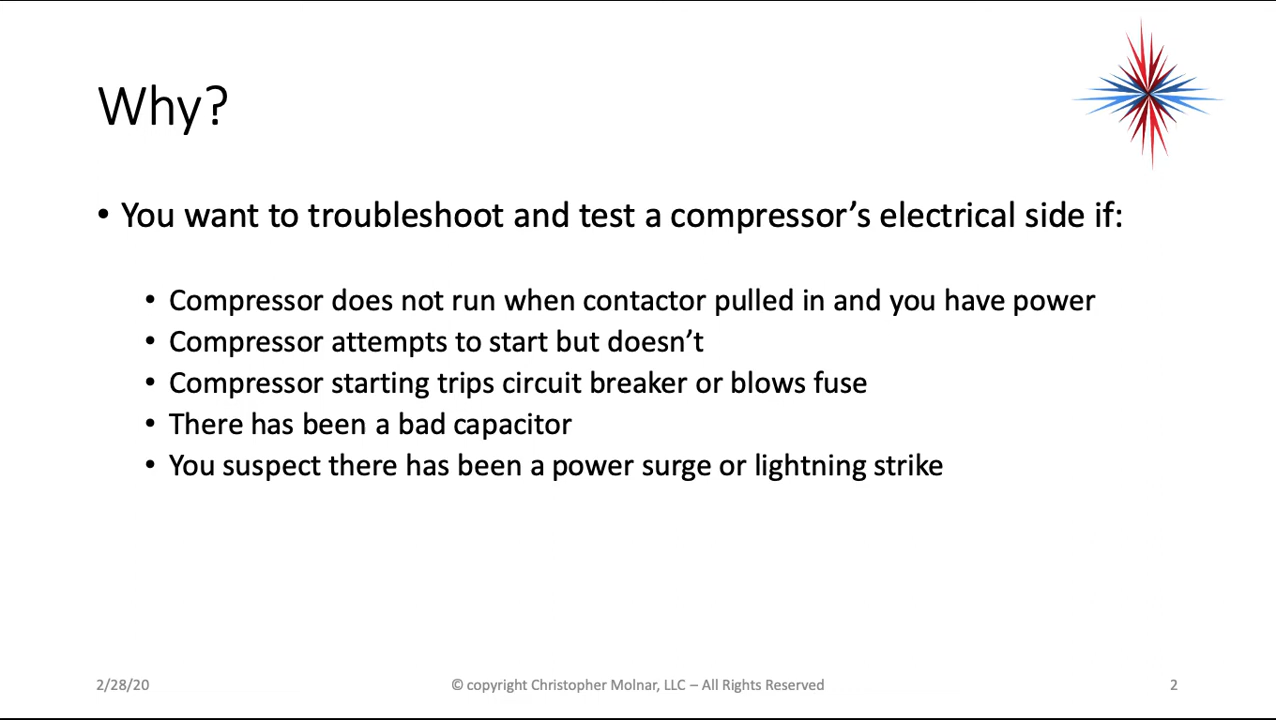 Why?
• You want to troubleshoot and test a compressor’s electrical side if:
• Compressor does not run when contactor pulled in and you have power
• Compressor attempts to start but doesn’t
• Compressor starting trips circuit breaker or blows fuse
• There has been a bad capacitor
• You suspect there has been a power surge or lightning strike
2/28/20 © copyright Christopher Molnar, LLC – All Rights Reserved 2